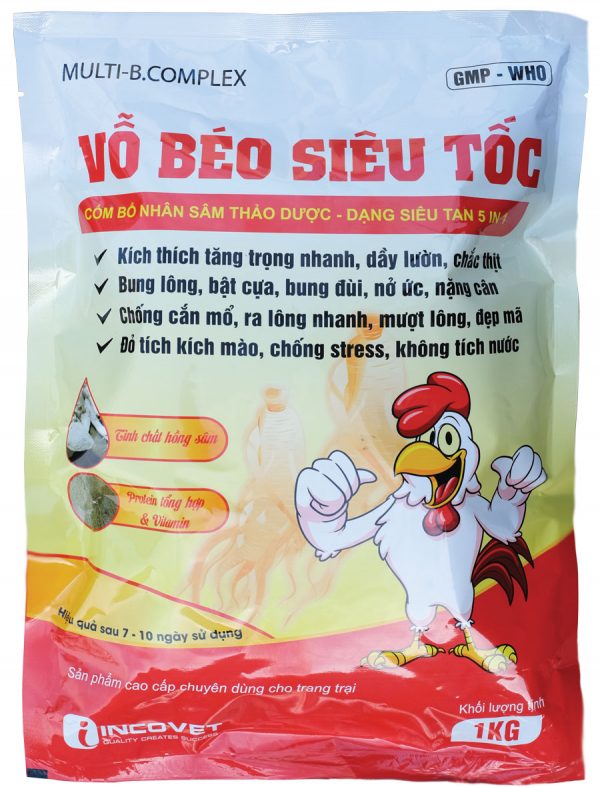 MULTI-B.COMPLEX
GMP - WHO
VỖ BÉO SIÊU TỐC
CỐM BỔ NHÂN SÂM THẢO DƯỢC - DẠNG SIÊU TAN 5 IN 1
Kích thích tăng trọng nhanh, dầy lườn, chắc thịt
Bung lông, bật cựa, bung đùi, nở ức, nặng cân
Chống cắn mổ, ra lông nhanh, mượt lông, đẹp mã
Đỏ tích kích mào, chống stress, không tích nước
Tinh chất hồng sâm
Protein tổng hợp
& Vitamin
Hiệu quả sau 7 - 10 ngày sử dụng
Sản phẩm cao cấp chuyên dùng cho trang trại
Khối lượng tịnh
1KG
INCOVET
QUALITY CREATES SUCCESS